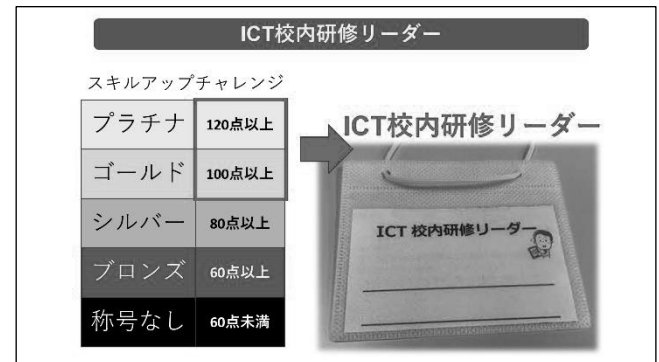 ICT校内研修リーダー
スキルアップチャレンジ
プラチナ 120点以上
ゴールド 100点以上
シルバー 80点以上
ブロンズ 60点以上
称号なし 60点未満
ICT校内研修リーダー
ICT 校内研修リーダー